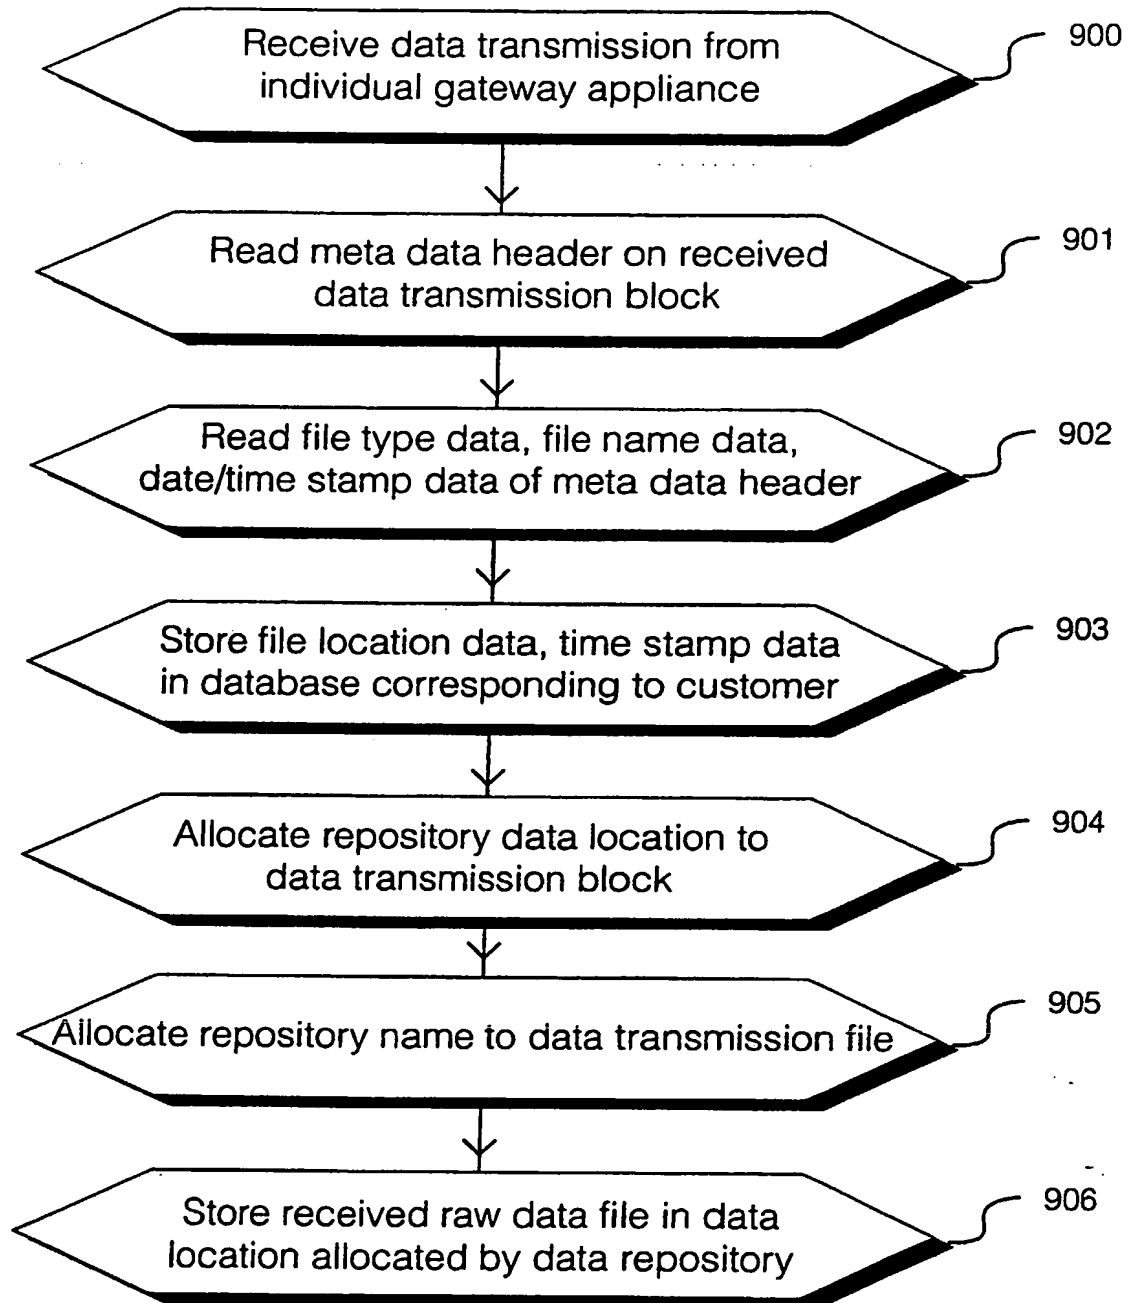 Receive data transmission from
individual gateway appliance
900
Read meta data header on received
data transmission block
901
Read file type data, file name data,
date/time stamp data of meta data header
902
Store file location data, time stamp data
in database corresponding to customer
903
Allocate repository data location to
data transmission block
904
Allocate repository name to data transmission file
905
Store received raw data file in data
location allocated by data repository
906